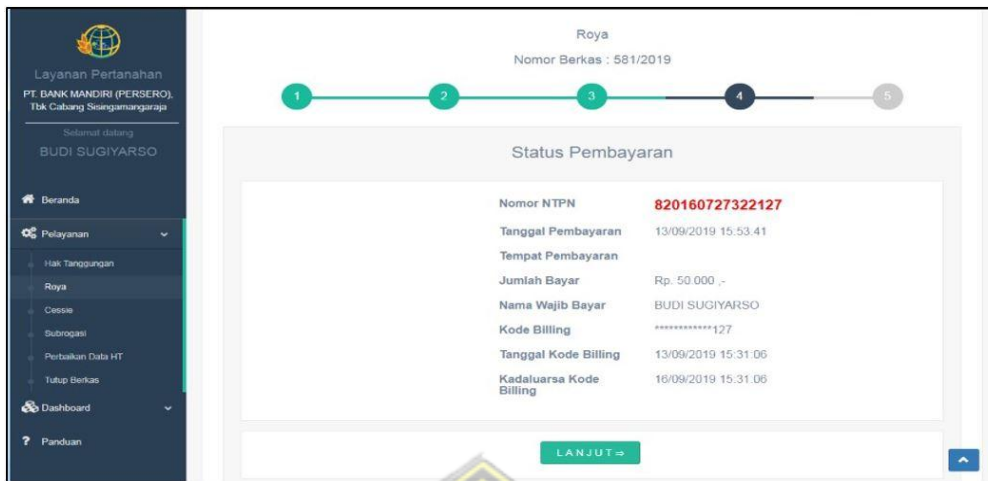 Layanan Pertanahan
PT. BANK MANDIRI (PERSERO),
Tbk Cabang Sisingamangaraja
Selamat datang
BUDI SUGIYARSO
Beranda
Pelayanan
Hak Tanggungan
Roya
Cessie
Subrogasi
Perbaikan Data HT
Tutup Berkas
Dashboard
? Panduan
Roya
Nomor Berkas : 581/2019
1 2 3 4 5
Status Pembayaran
Nomor NTPN 820160727322127
Tanggal Pembayaran 13/09/2019 15:53.41
Tempat Pembayaran
Jumlah Bayar Rp. 50.000 ,-
Nama Wajib Bayar BUDI SUGIYARSO
Kode Billing ************127
Tanggal Kode Billing 13/09/2019 15:31:06
Kadaluarsa Kode 16/09/2019 15:31:06
Billing
LANJUT⇒